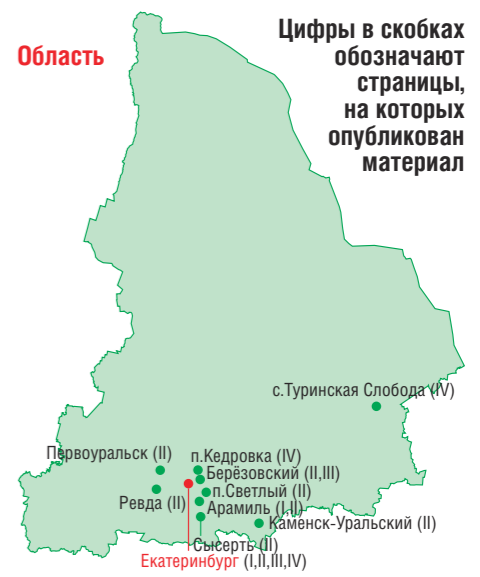 Область
Цифры в скобках
обозначают
страницы,
на которых
опубликован
материал
с.Туринская Слобода (IV)
Первоуральск (II)
п.Кедровка (IV)
Берёзовский (II,III)
п.Светлый (II)
Ревда (II)
Арамиль (I,II)
Каменск-Уральский (II)
Сысерть (II)
Екатеринбург (I,II,III,IV)